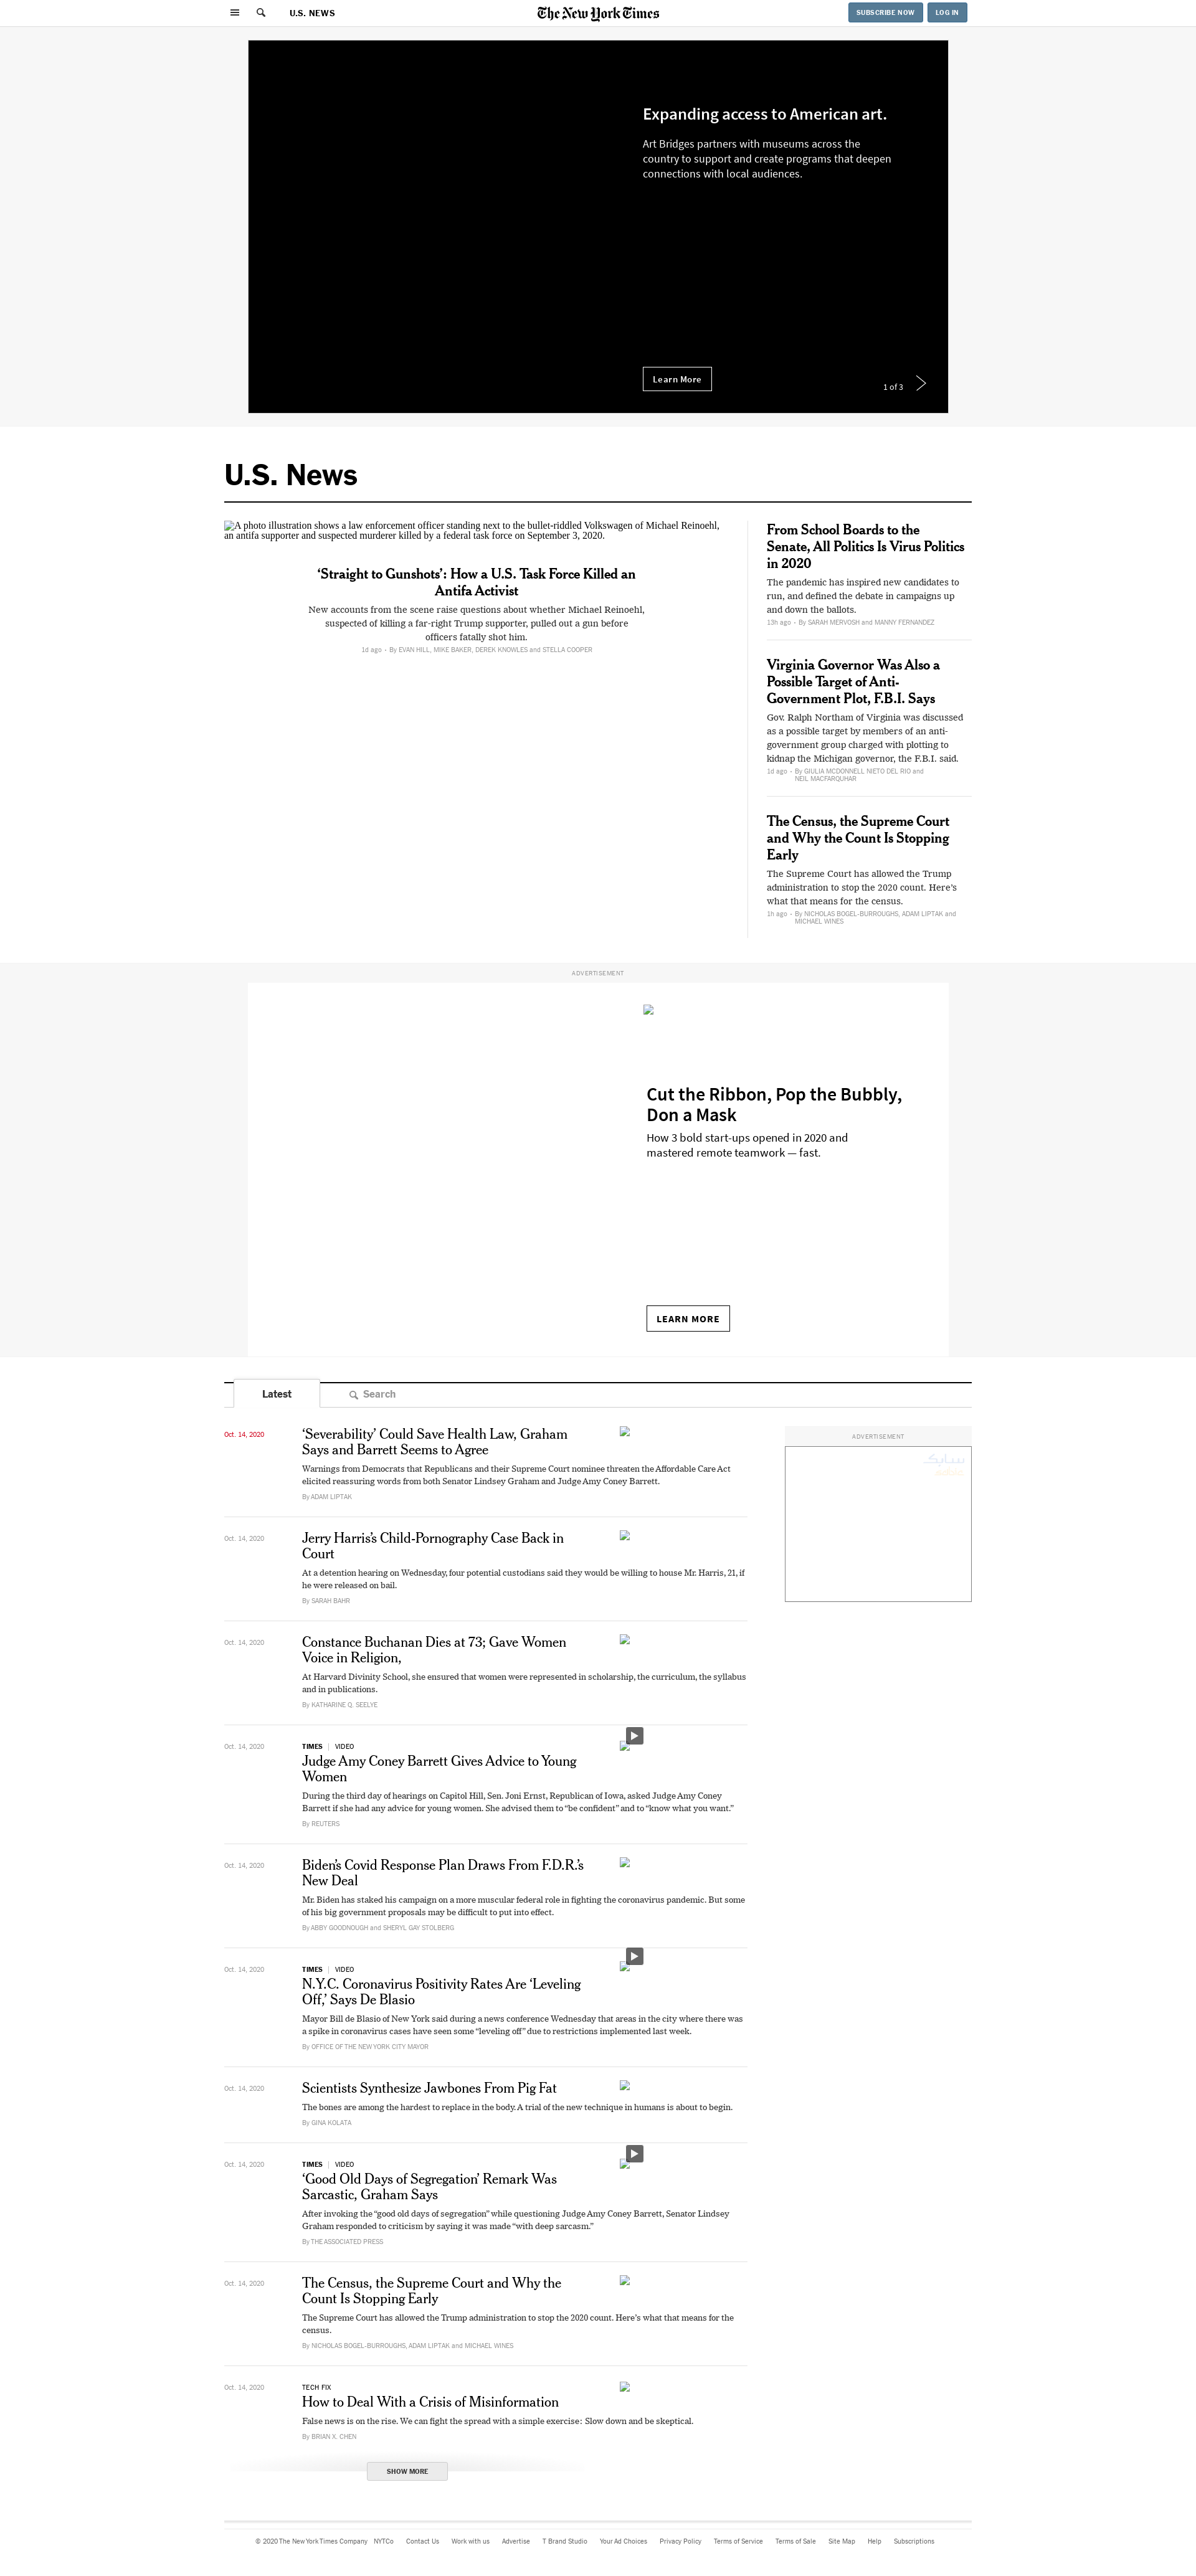 U.S. NEWS
The New York Times
SUBSCRIBE NOW
LOG IN
Expanding access to American art.
Art Bridges partners with museums across the
country to support and create programs that deepen
connections with local audiences.
Learn More
1 of 3
U.S. News
A photo illustration shows a law enforcement officer standing next to the bullet-riddled Volkswagen of Michael Reinoehl,
an antifa supporter and suspected murderer killed by a federal task force on September 3, 2020.
‘Straight to Gunshots’: How a U.S. Task Force Killed an
Antifa Activist
New accounts from the scene raise questions about whether Michael Reinoehl,
suspected of killing a far-right Trump supporter, pulled out a gun before
officers fatally shot him.
1d ago - By EVAN HILL, MIKE BAKER, DEREK KNOWLES and STELLA COOPER
From School Boards to the
Senate, All Politics Is Virus Politics
in 2020
The pandemic has inspired new candidates to
run, and defined the debate in campaigns up
and down the ballots.
13h ago - By SARAH MERVOSH and MANNY FERNANDEZ
Virginia Governor Was Also a
Possible Target of Anti-
Government Plot, F.B.I. Says
Gov. Ralph Northam of Virginia was discussed
as a possible target by members of an anti-
government group charged with plotting to
kidnap the Michigan governor, the F.B.I. said.
1d ago - By GIULIA MCDONNELL NIETO DEL RIO and
NEIL MACFARQUHAR
The Census, the Supreme Court
and Why the Count Is Stopping
Early
The Supreme Court has allowed the Trump
administration to stop the 2020 count. Here’s
what that means for the census.
1h ago - By NICHOLAS BOGEL-BURROUGHS, ADAM LIPTAK and
MICHAEL WINES
ADVERTISEMENT
Cut the Ribbon, Pop the Bubbly,
Don a Mask
How 3 bold start-ups opened in 2020 and
mastered remote teamwork — fast.
LEARN MORE
Latest
Search
Oct. 14, 2020
‘Severability’ Could Save Health Law, Graham
Says and Barrett Seems to Agree
Warnings from Democrats that Republicans and their Supreme Court nominee threaten the Affordable Care Act
elicited reassuring words from both Senator Lindsey Graham and Judge Amy Coney Barrett.
By ADAM LIPTAK
ADVERTISEMENT
سابك
Oct. 14, 2020
Jerry Harris’s Child-Pornography Case Back in
Court
At a detention hearing on Wednesday, four potential custodians said they would be willing to house Mr. Harris, 21, if
he were released on bail.
By SARAH BAHR
Oct. 14, 2020
Constance Buchanan Dies at 73; Gave Women
Voice in Religion,
At Harvard Divinity School, she ensured that women were represented in scholarship, the curriculum, the syllabus
and in publications.
By KATHARINE Q. SEELYE
Oct. 14, 2020
TIMES | VIDEO
Judge Amy Coney Barrett Gives Advice to Young
Women
During the third day of hearings on Capitol Hill, Sen. Joni Ernst, Republican of Iowa, asked Judge Amy Coney
Barrett if she had any advice for young women. She advised them to “be confident” and to “know what you want.”
By REUTERS
Oct. 14, 2020
Biden’s Covid Response Plan Draws From F.D.R.’s
New Deal
Mr. Biden has staked his campaign on a more muscular federal role in fighting the coronavirus pandemic. But some
of his big government proposals may be difficult to put into effect.
By ABBY GOODNOUGH and SHERYL GAY STOLBERG
Oct. 14, 2020
TIMES | VIDEO
N.Y.C. Coronavirus Positivity Rates Are ‘Leveling
Off,’ Says De Blasio
Mayor Bill de Blasio of New York said during a news conference Wednesday that areas in the city where there was
a spike in coronavirus cases have seen some “leveling off” due to restrictions implemented last week.
By OFFICE OF THE NEW YORK CITY MAYOR
Oct. 14, 2020
Scientists Synthesize Jawbones From Pig Fat
The bones are among the hardest to replace in the body. A trial of the new technique in humans is about to begin.
By GINA KOLATA
Oct. 14, 2020
TIMES | VIDEO
‘Good Old Days of Segregation’ Remark Was
Sarcastic, Graham Says
After invoking the “good old days of segregation” while questioning Judge Amy Coney Barrett, Senator Lindsey
Graham responded to criticism by saying it was made “with deep sarcasm.”
By THE ASSOCIATED PRESS
Oct. 14, 2020
The Census, the Supreme Court and Why the
Count Is Stopping Early
The Supreme Court has allowed the Trump administration to stop the 2020 count. Here’s what that means for the
census.
By NICHOLAS BOGEL-BURROUGHS, ADAM LIPTAK and MICHAEL WINES
Oct. 14, 2020
TECH FIX
How to Deal With a Crisis of Misinformation
False news is on the rise. We can fight the spread with a simple exercise: Slow down and be skeptical.
By BRIAN X. CHEN
SHOW MORE
© 2020 The New York Times Company NYTCo Contact Us Work with us Advertise T Brand Studio Your Ad Choices Privacy Policy Terms of Service Terms of Sale Site Map Help Subscriptions